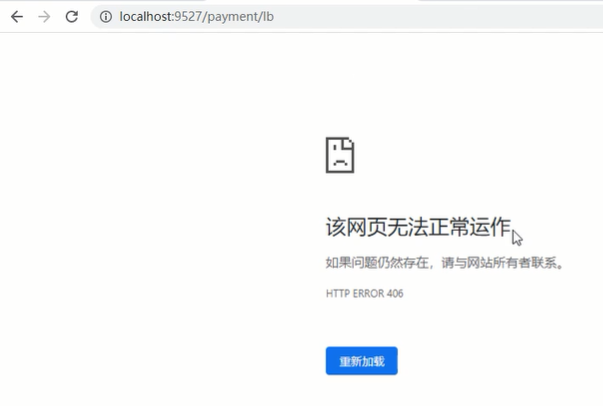 localhost:9527/payment/lb
该网页无法正常运作
如果问题仍然存在，请与网站所有者联系。
HTTP ERROR 406
重新加载